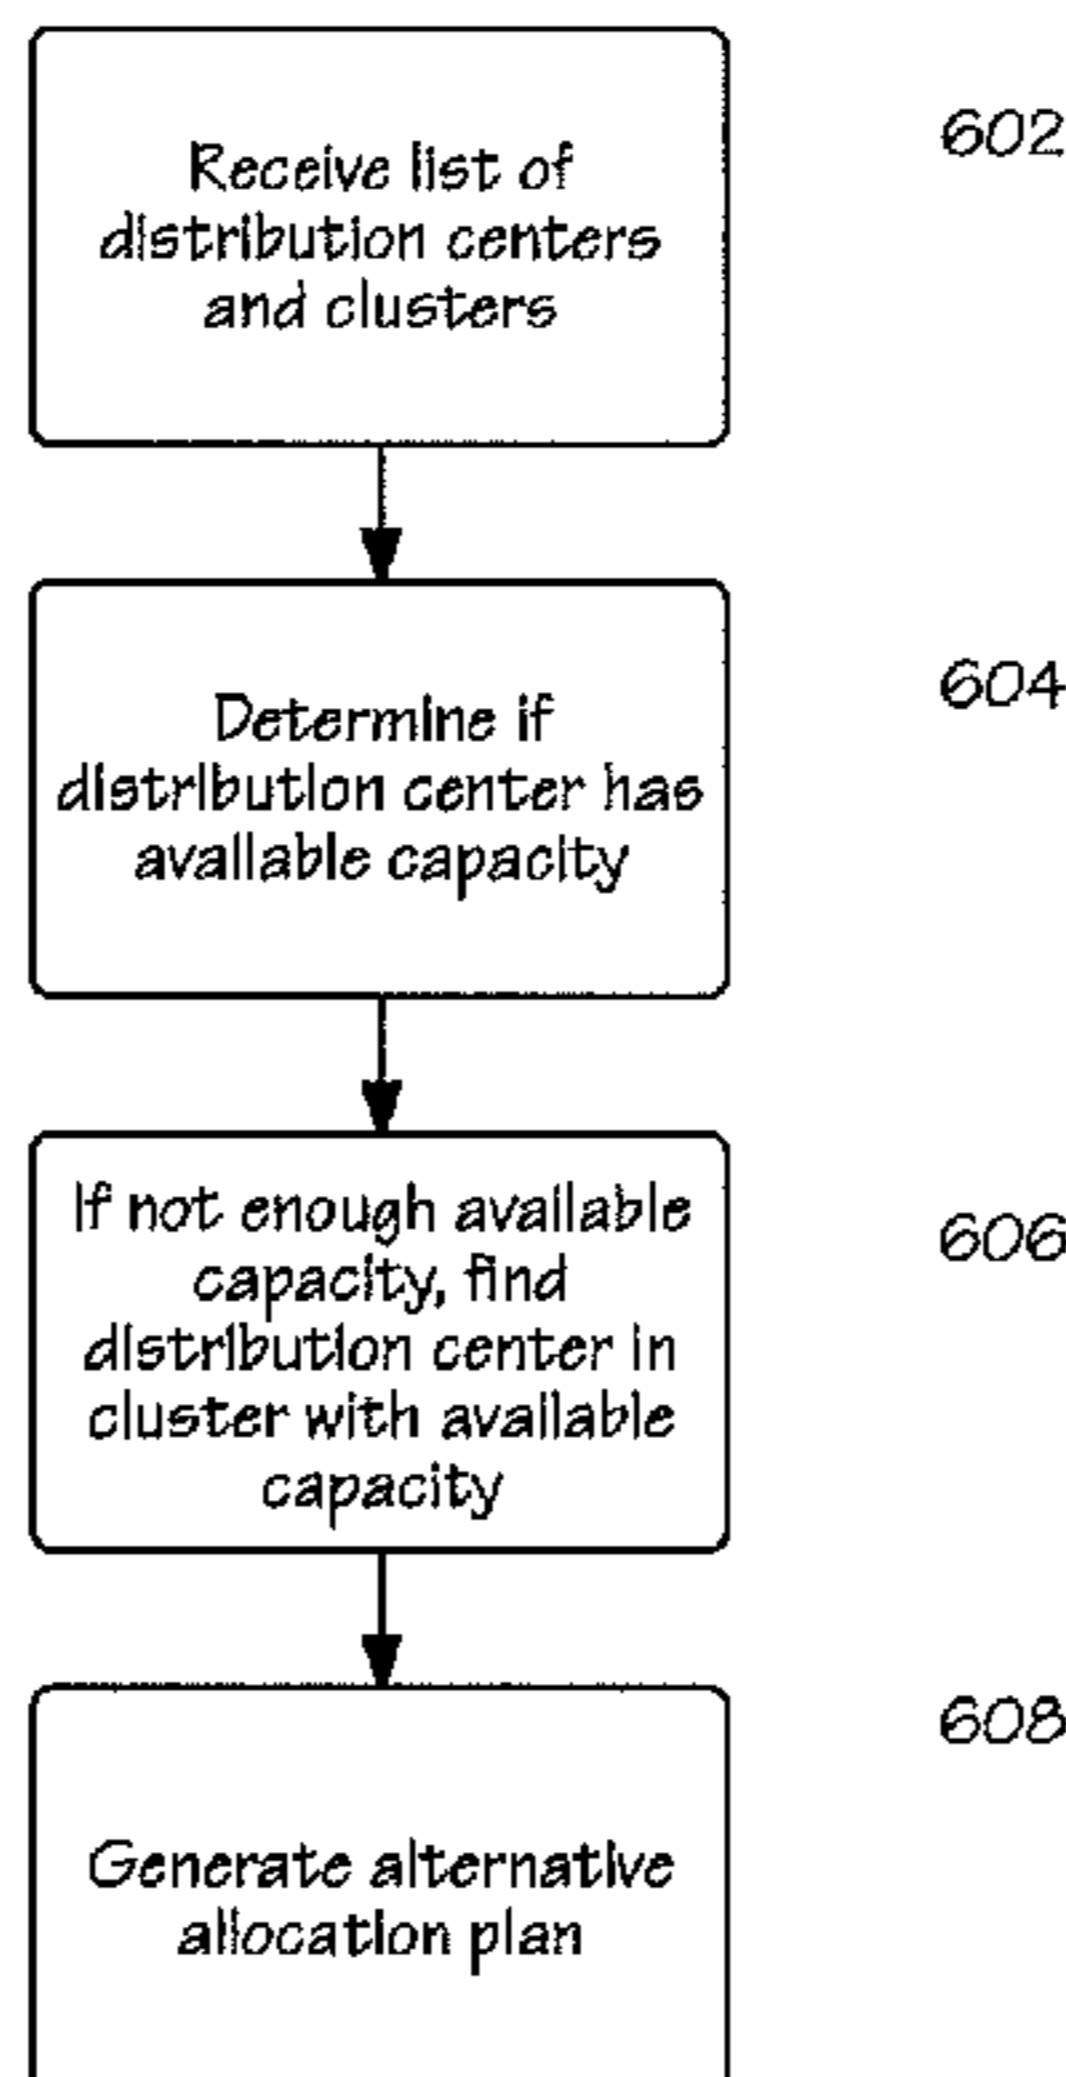 Receive list of
distribution centers
and clusters
602
Determine if
distribution center has
available capacity
604
If not enough available
capacity, find
distribution center in
cluster with available
capacity
606
Generate alternative
allocation plan
608